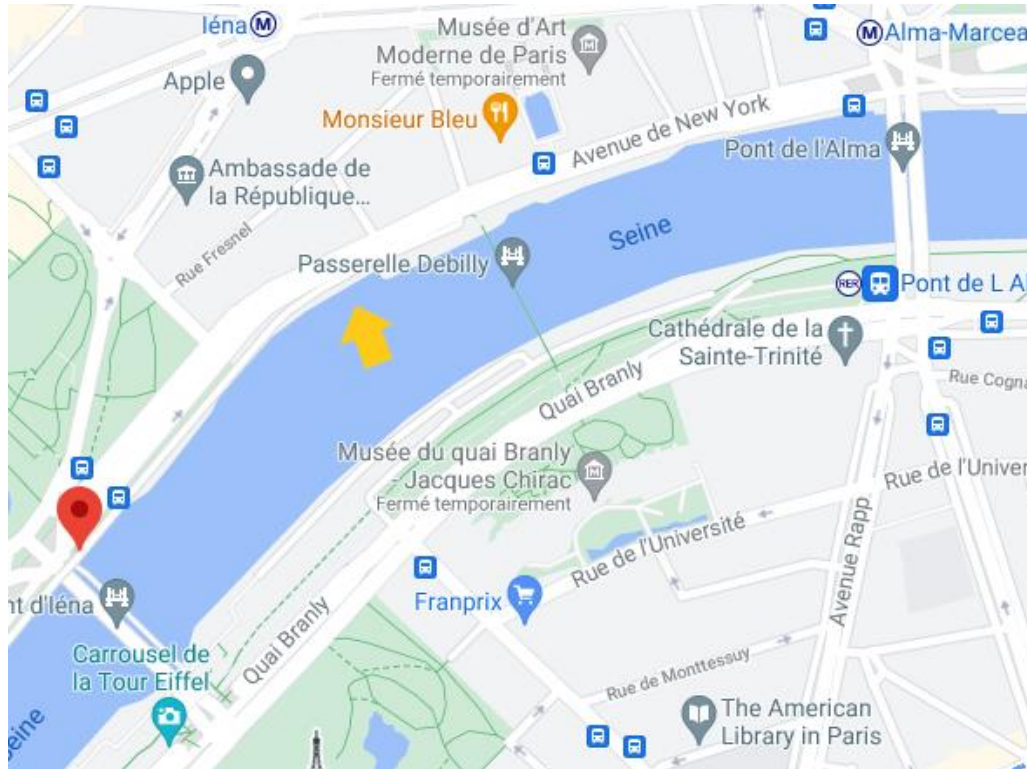 Iéna
M
Musée d'Art
Moderne de Paris
Fermé temporairement
M
Alma-Marcea
Apple
Monsieur Bleu
Avenue de New York
Pont de l'Alma
Ambassade de
la République...
Rue Fresnel
Seine
Passerelle Debilly
RER
Pont de L A
Cathédrale de la
Sainte-Trinité
Quai Branly
Rue Cogna
Musée du quai Branly
- Jacques Chirac
Fermé temporairement
Rue de l'Univer
Rue de l'Université
Avenue Rapp
nt d'Iéna
Franprix
Quai Branly
Carrousel de
la Tour Eiffel
Rue de Monttessuy
The American
Library in Paris
Seine